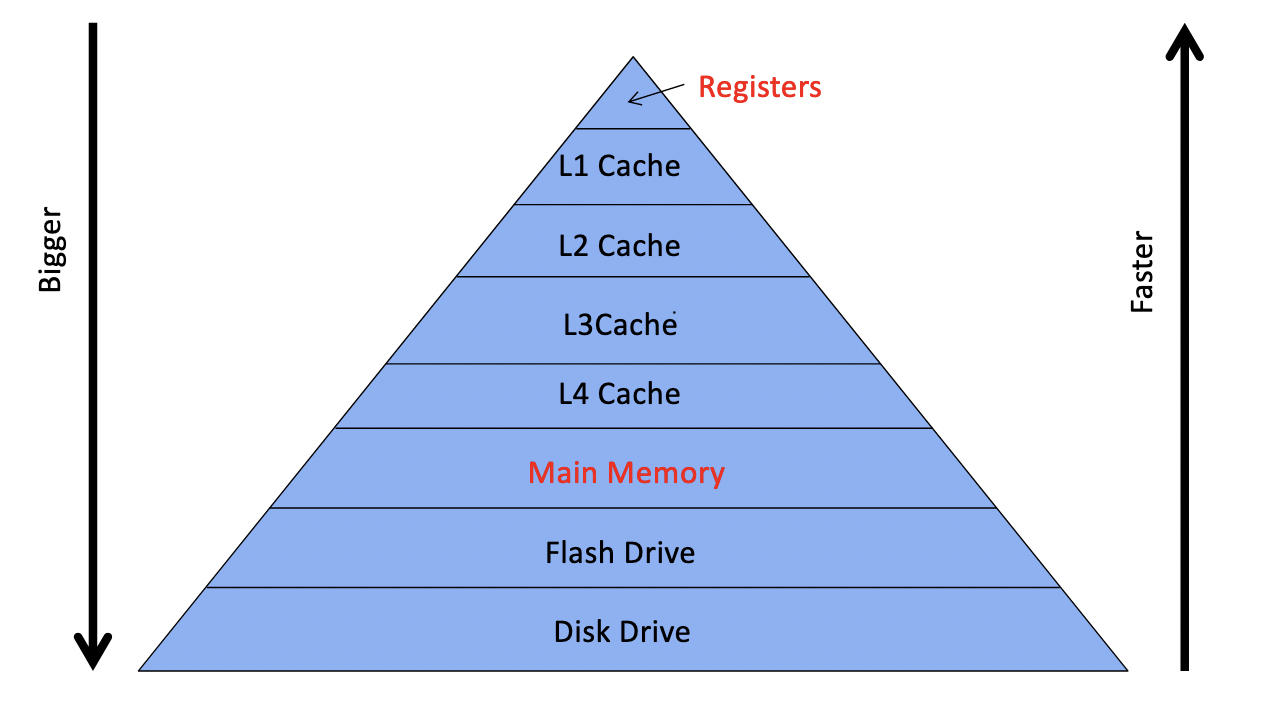 Registers
L1 Cache
L2 Cache
L3Cache
L4 Cache
Main Memory
Flash Drive
Disk Drive
Bigger
Faster